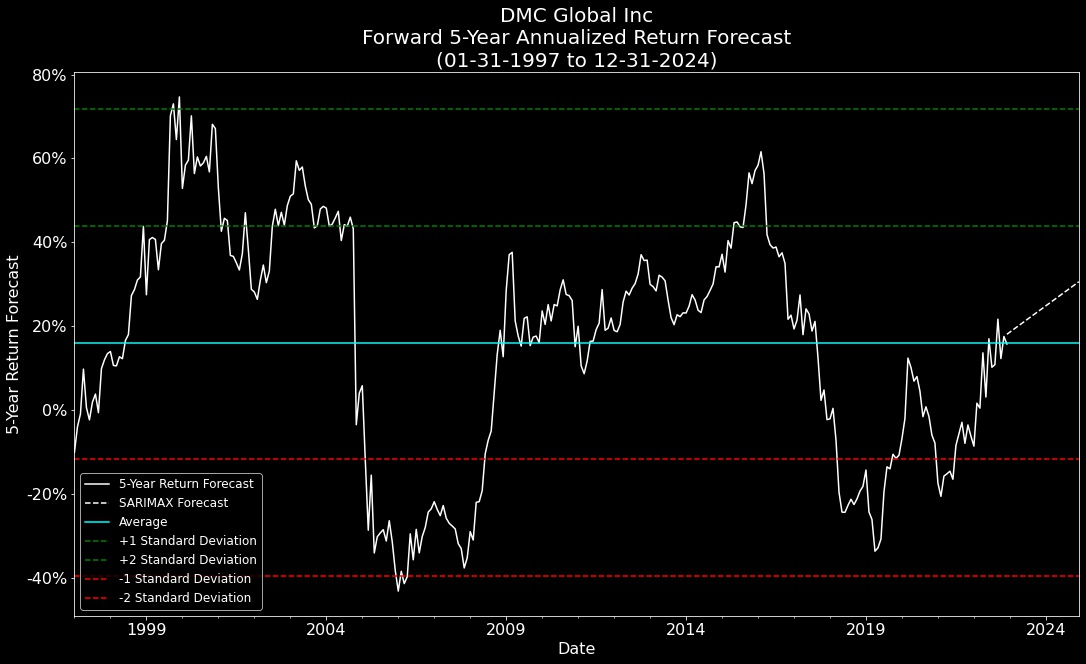 DMC Global Inc
Forward 5-Year Annualized Return Forecast
(01-31-1997 to 12-31-2024)
5-Year Return Forecast
80%
60%
40%
20%
0%
-20%
-40%
5-Year Return Forecast
SARIMAX Forecast
Average
+1 Standard Deviation
+2 Standard Deviation
-1 Standard Deviation
-2 Standard Deviation
1999 2004 2009 2014 2019 2024
Date